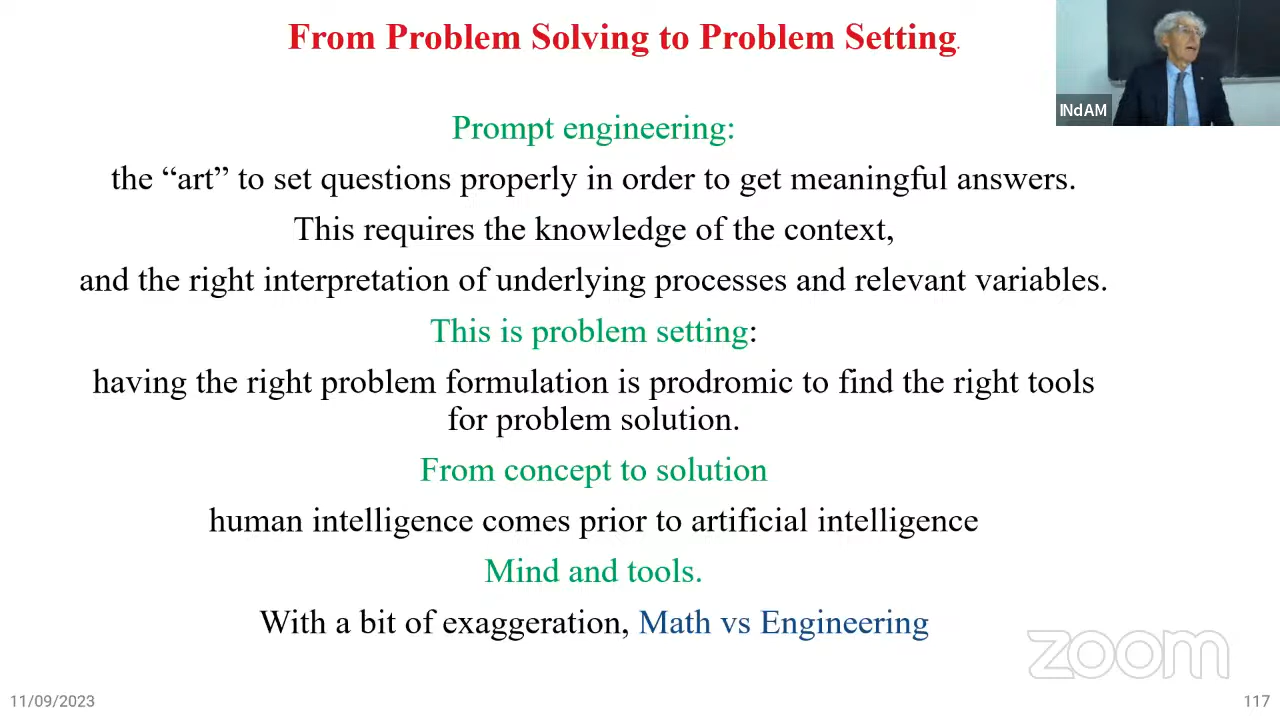 From Problem Solving to Problem Setting.
INdAM
Prompt engineering:
the “art” to set questions properly in order to get meaningful answers.
This requires the knowledge of the context,
and the right interpretation of underlying processes and relevant variables.
This is problem setting:
having the right problem formulation is prodromic to find the right tools
for problem solution.
From concept to solution
human intelligence comes prior to artificial intelligence
Mind and tools.
With a bit of exaggeration, Math vs Engineering
zoom
11/09/2023
117